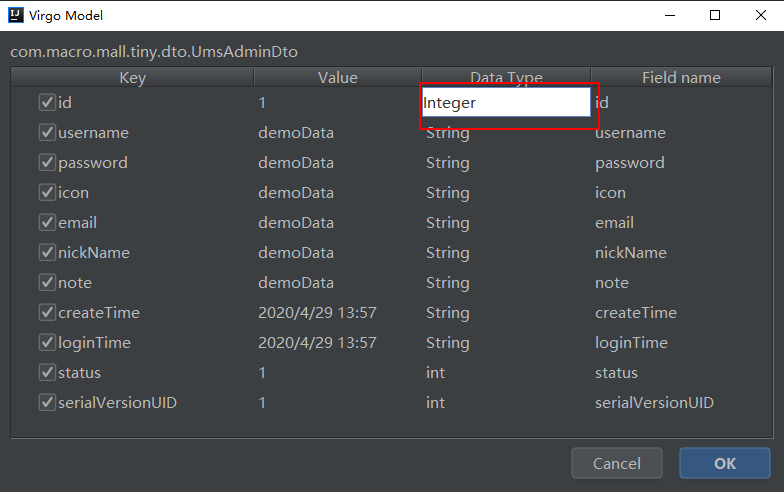 IJ Virgo Model
com.macro.mall.tiny.dto.UmsAdminDto
Key Value Data Type Field name
id 1 Integer id
username demoData String username
password demoData String password
icon demoData String icon
email demoData String email
nickName demoData String nickName
note demoData String note
createTime 2020/4/29 13:57 String createTime
loginTime 2020/4/29 13:57 String loginTime
status 1 int status
serialVersionUID 1 int serialVersionUID
Cancel OK